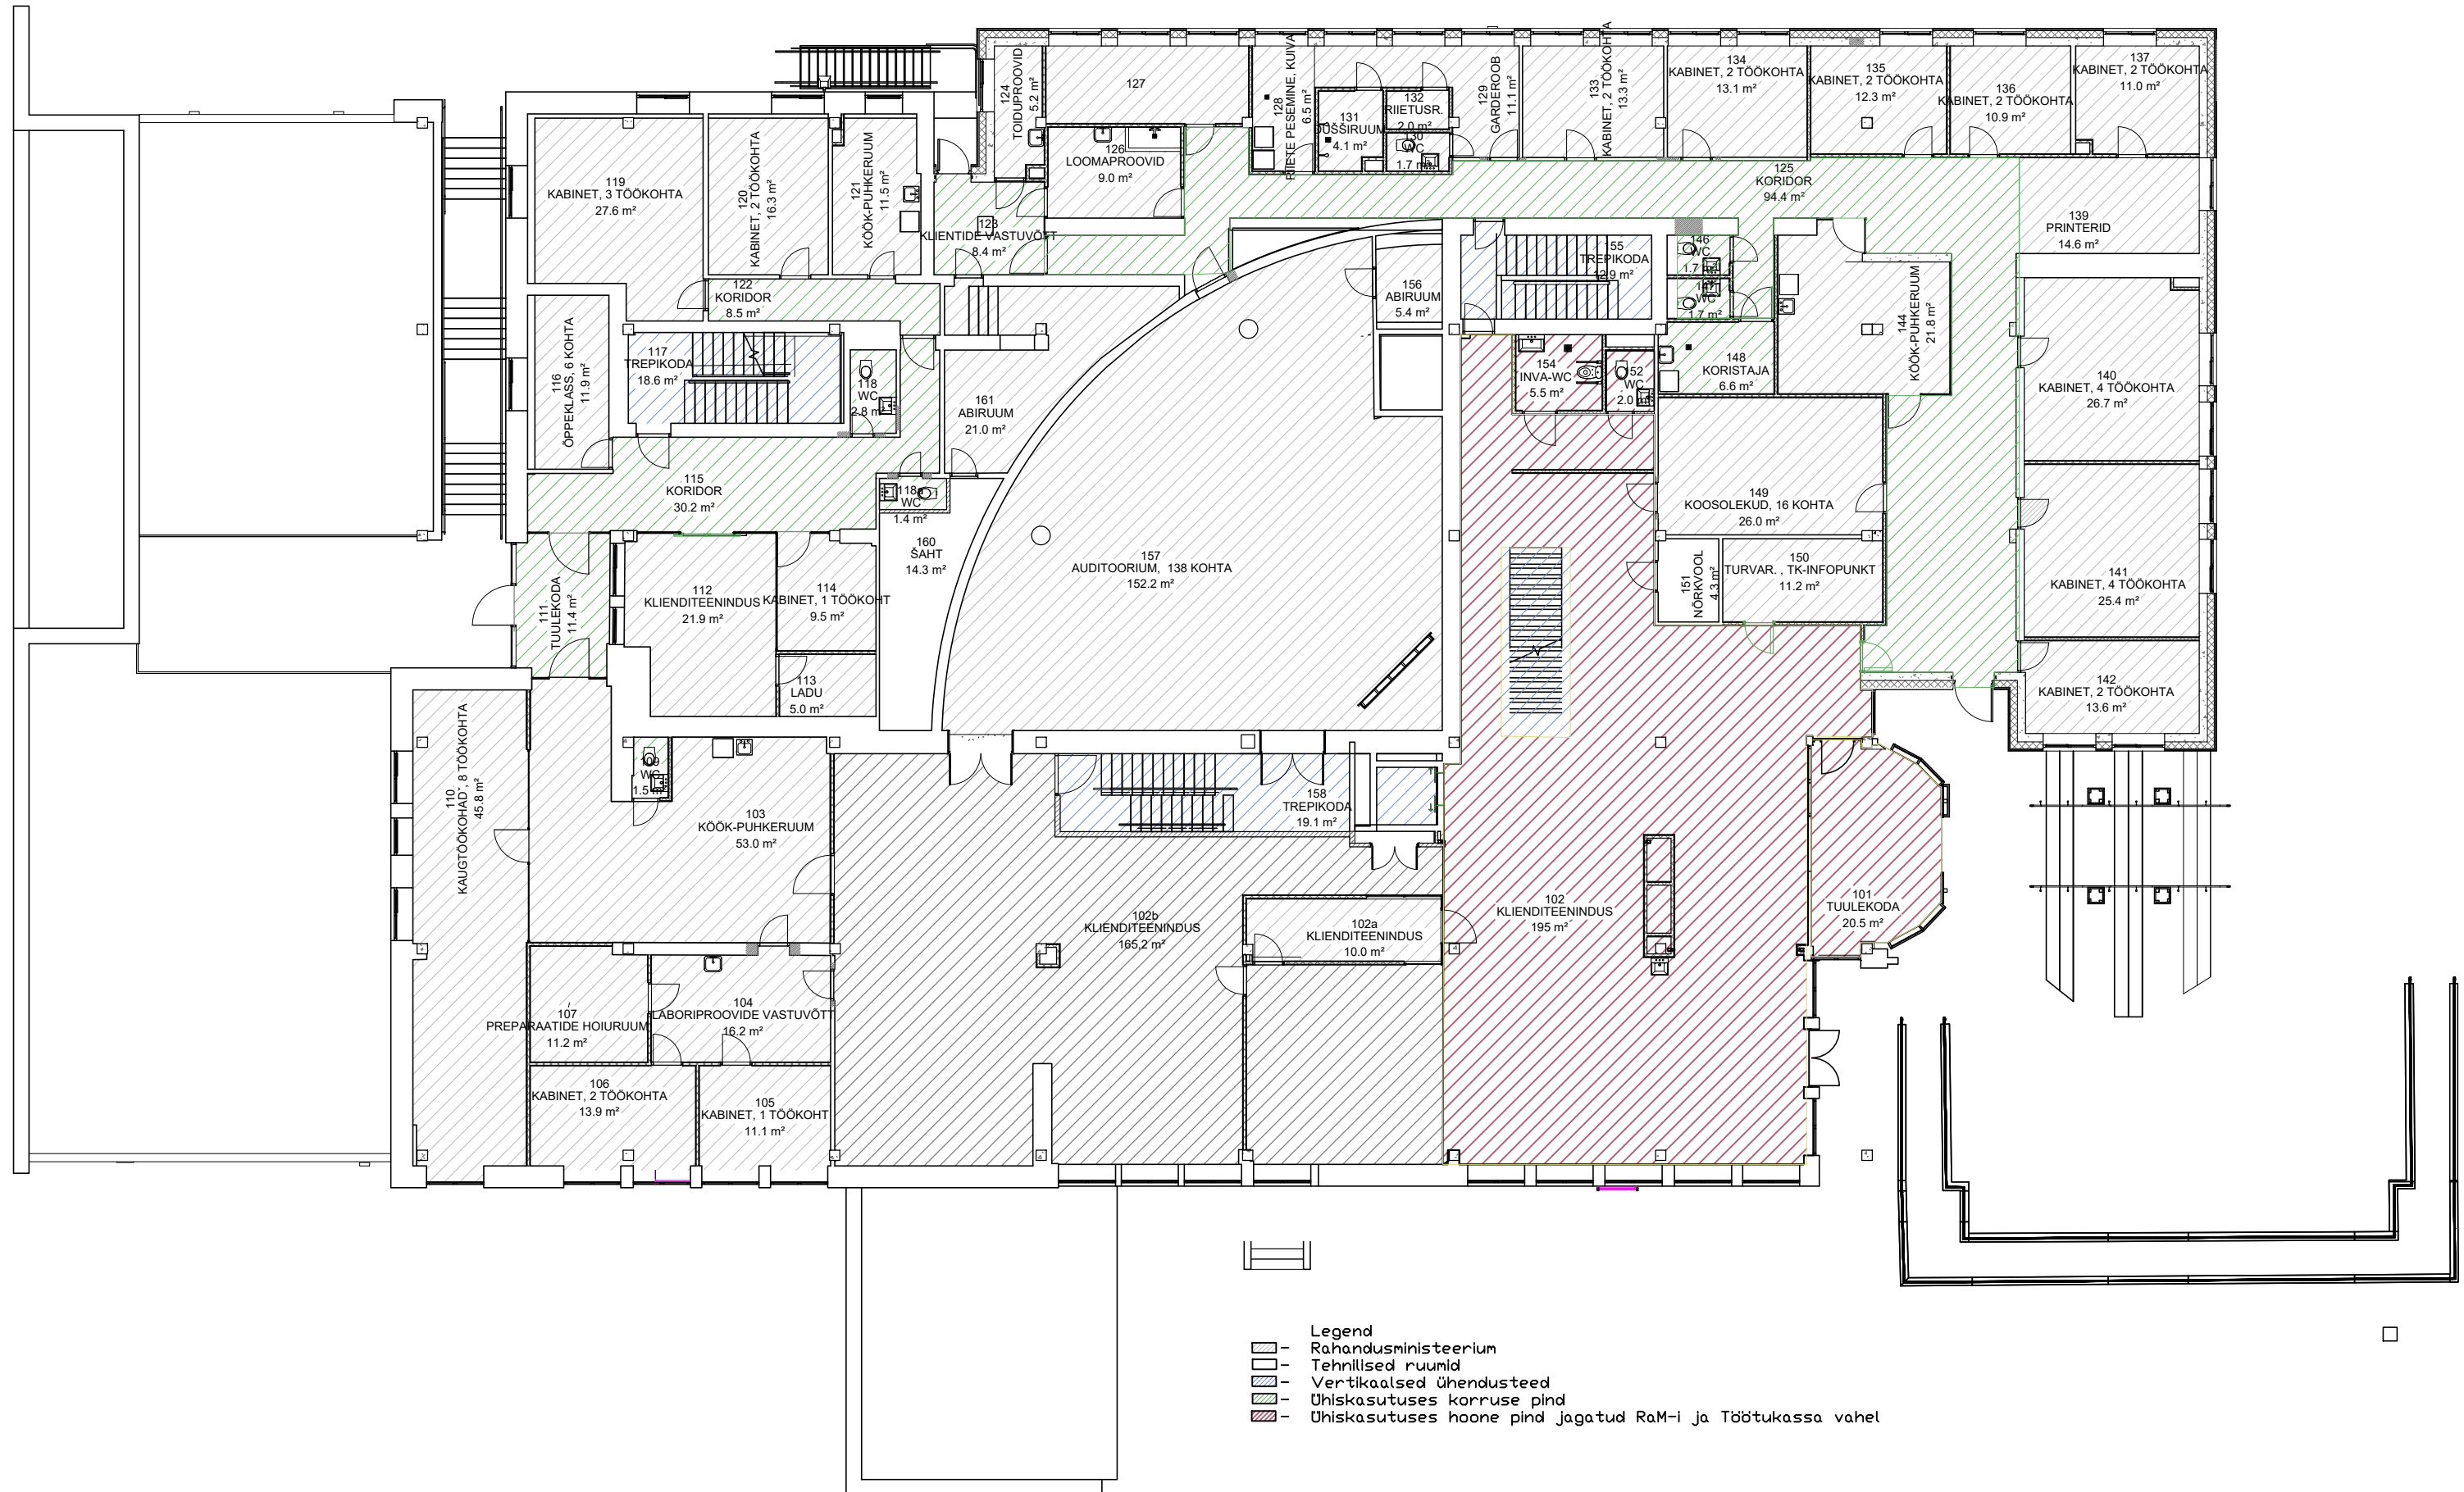 124
TOIDUPROOVID
5.2 m²
127
128
RIIETE PESEMINE, KUIVA
6.5 m²
131
DUSSIRUUM
4.1 m²
132
RIIETUSR.
2.0 m²
130
WC
1.7 m²
129
GARDEROOB
11.1 m²
133
KABINET, 2 TÖÖKOHTA
13.3 m²
134
KABINET, 2 TÖÖKOHTA
13.1 m²
135
KABINET, 2 TÖÖKOHTA
12.3 m²
136
KABINET, 2 TÖÖKOHTA
10.9 m²
137
KABINET, 2 TÖÖKOHTA
11.0 m²
119
KABINET, 3 TÖÖKOHTA
27.6 m²
120
KABINET, 2 TÖÖKOHTA
16.3 m²
121
KÖÖK-PUHKERUUM
11.5 m²
126
LOOMAPROOVID
9.0 m²
123
KLIENTIDE VASTUVÕTT
8.4 m²
125
KORIDOR
94.4 m²
139
PRINTERID
14.6 m²
122
KORIDOR
8.5 m²
155
TREPIKODA
12.9 m²
146
WC
1.7 m²
WC
1.7 m²
156
ABIRUUM
5.4 m²
144
KÖÖK-PUHKERUUM
21.8 m²
116
ÕPPEKLASS, 6 KOHTA
11.9 m²
117
TREPIKODA
18.6 m²
118
WC
2.8 m²
161
ABIRUUM
21.0 m²
154
INVA-WC
5.5 m²
152
WC
2.0 m²
148
KORISTAJA
6.6 m²
140
KABINET, 4 TÖÖKOHTA
26.7 m²
115
KORIDOR
30.2 m²
118a
WC
1.4 m²
149
KOOSOLEKUD, 16 KOHTA
26.0 m²
160
ŠAHT
14.3 m²
157
AUDITOORIUM, 138 KOHTA
152.2 m²
151
NÕRKVOOL
4.3 m²
150
TURVAR. , TK-INFOPUNKT
11.2 m²
141
KABINET, 4 TÖÖKOHTA
25.4 m²
111
TUULEKODA
11.4 m²
112
KLIENDITEENINDUS
21.9 m²
114
KABINET, 1 TÖÖKOHT
9.5 m²
113
LADU
5.0 m²
142
KABINET, 2 TÖÖKOHTA
13.6 m²
110
KAUGTÖÖKOHAD, 8 TÖÖKOHTA
45.8 m²
109
WC
1.5 m²
103
KÖÖK-PUHKERUUM
53.0 m²
158
TREPIKODA
19.1 m²
102b
KLIENDITEENINDUS
165,2 m²
102a
KLIENDITEENINDUS
10.0 m²
102
KLIENDITEENINDUS
195 m²
101
TUULEKODA
20.5 m²
107
PREPARAATIDE HOIURUUM
11.2 m²
104
LABORIPROOVIDE VASTUVÕTT
16.2 m²
106
KABINET, 2 TÖÖKOHTA
13.9 m²
105
KABINET, 1 TÖÖKOHT
11.1 m²
Legend
– Rahandusministeerium
– Tehnilised ruumid
– Vertikaalsed ühendusteed
– Ühiskasutuses korruse pind
– Ühiskasutuses hoone pind jagatud RaM-i ja Töötukassa vahel